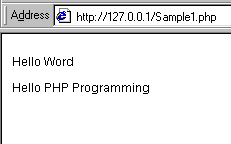 Address http://127.0.0.1/Sample1.php
Hello Word
Hello PHP Programming